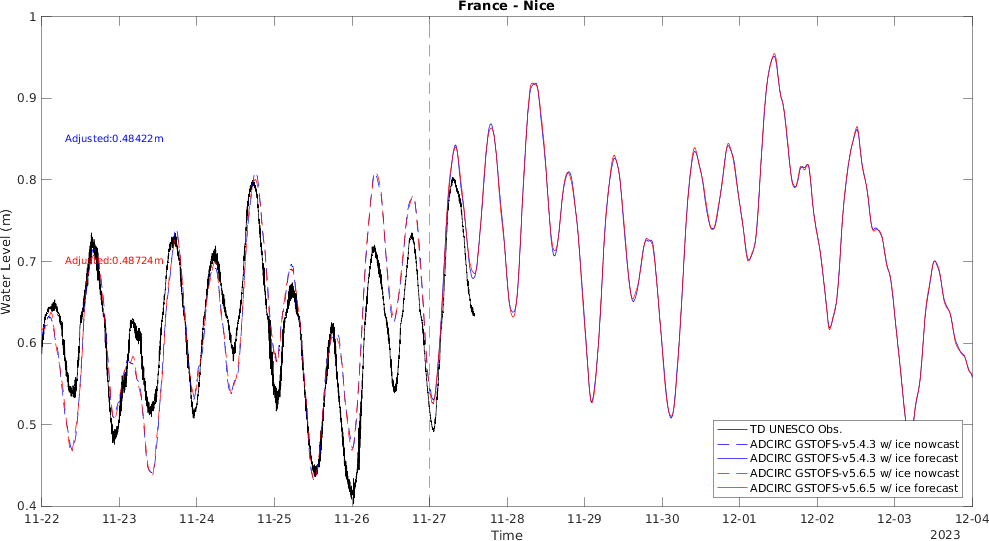 France - Nice
1
0.9
0.8
0.7
0.6
0.5
0.4
Water Level (m)
Adjusted:0.48422m
Adjusted:0.48724m
TD UNESCO Obs.
ADCIRC GSTOFS-v5.4.3 w/ ice nowcast
ADCIRC GSTOFS-v5.4.3 w/ ice forecast
ADCIRC GSTOFS-v5.6.5 w/ ice nowcast
ADCIRC GSTOFS-v5.6.5 w/ ice forecast
11-22 11-23 11-24 11-25 11-26 11-27 11-28 11-29 11-30 12-01 12-02 12-03 12-04
Time
2023